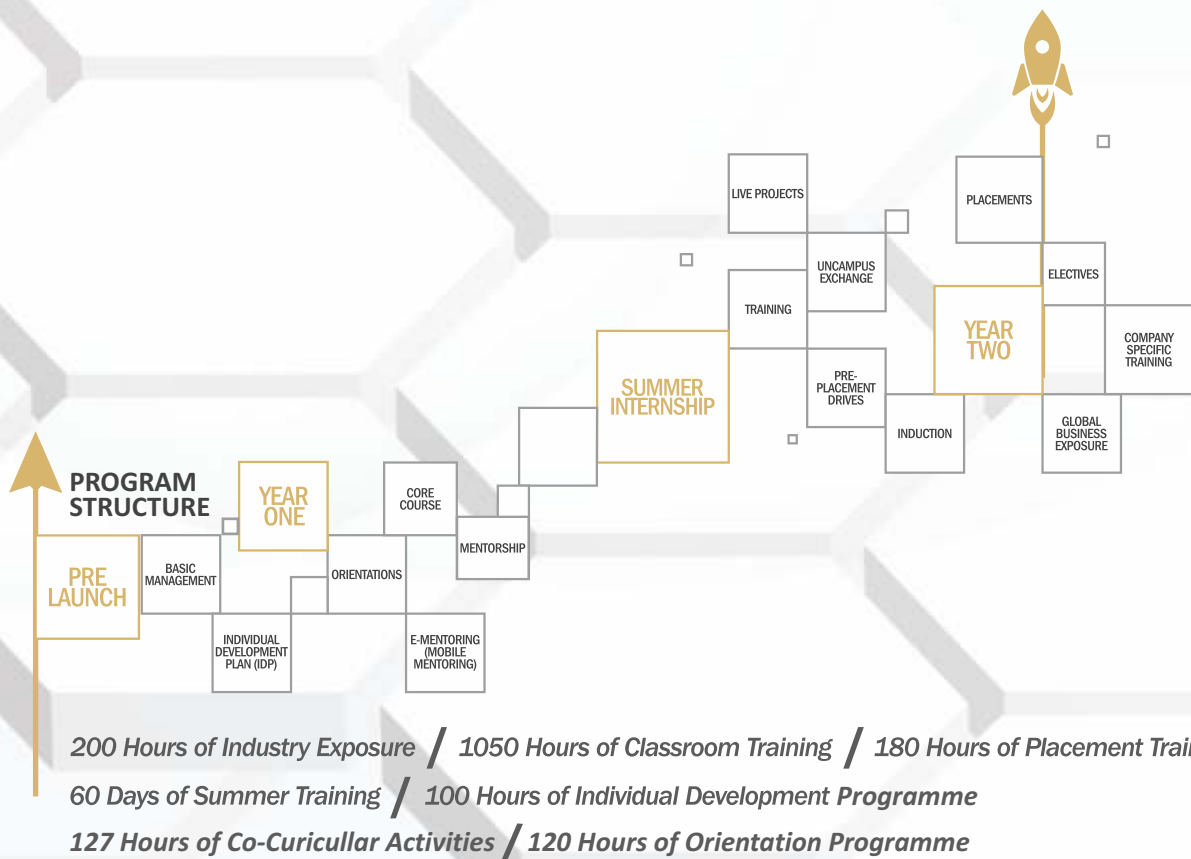 PROGRAM
STRUCTURE
PRE
LAUNCH
BASIC
MANAGEMENT
INDIVIDUAL
DEVELOPMENT
PLAN (IDP)
YEAR
ONE
ORIENTATIONS
CORE
COURSE
E-MENTORING
(MOBILE
MENTORING)
MENTORSHIP
SUMMER
INTERNSHIP
LIVE PROJECTS
TRAINING
UNCAMPUS
EXCHANGE
PRE-
PLACEMENT
DRIVES
INDUCTION
YEAR
TWO
PLACEMENTS
ELECTIVES
COMPANY
SPECIFIC
TRAINING
GLOBAL
BUSINESS
EXPOSURE
200 Hours of Industry Exposure / 1050 Hours of Classroom Training / 180 Hours of Placement
60 Days of Summer Training / 100 Hours of Individual Development Programme
127 Hours of Co-Curicullar Activities / 120 Hours of Orientation Programme